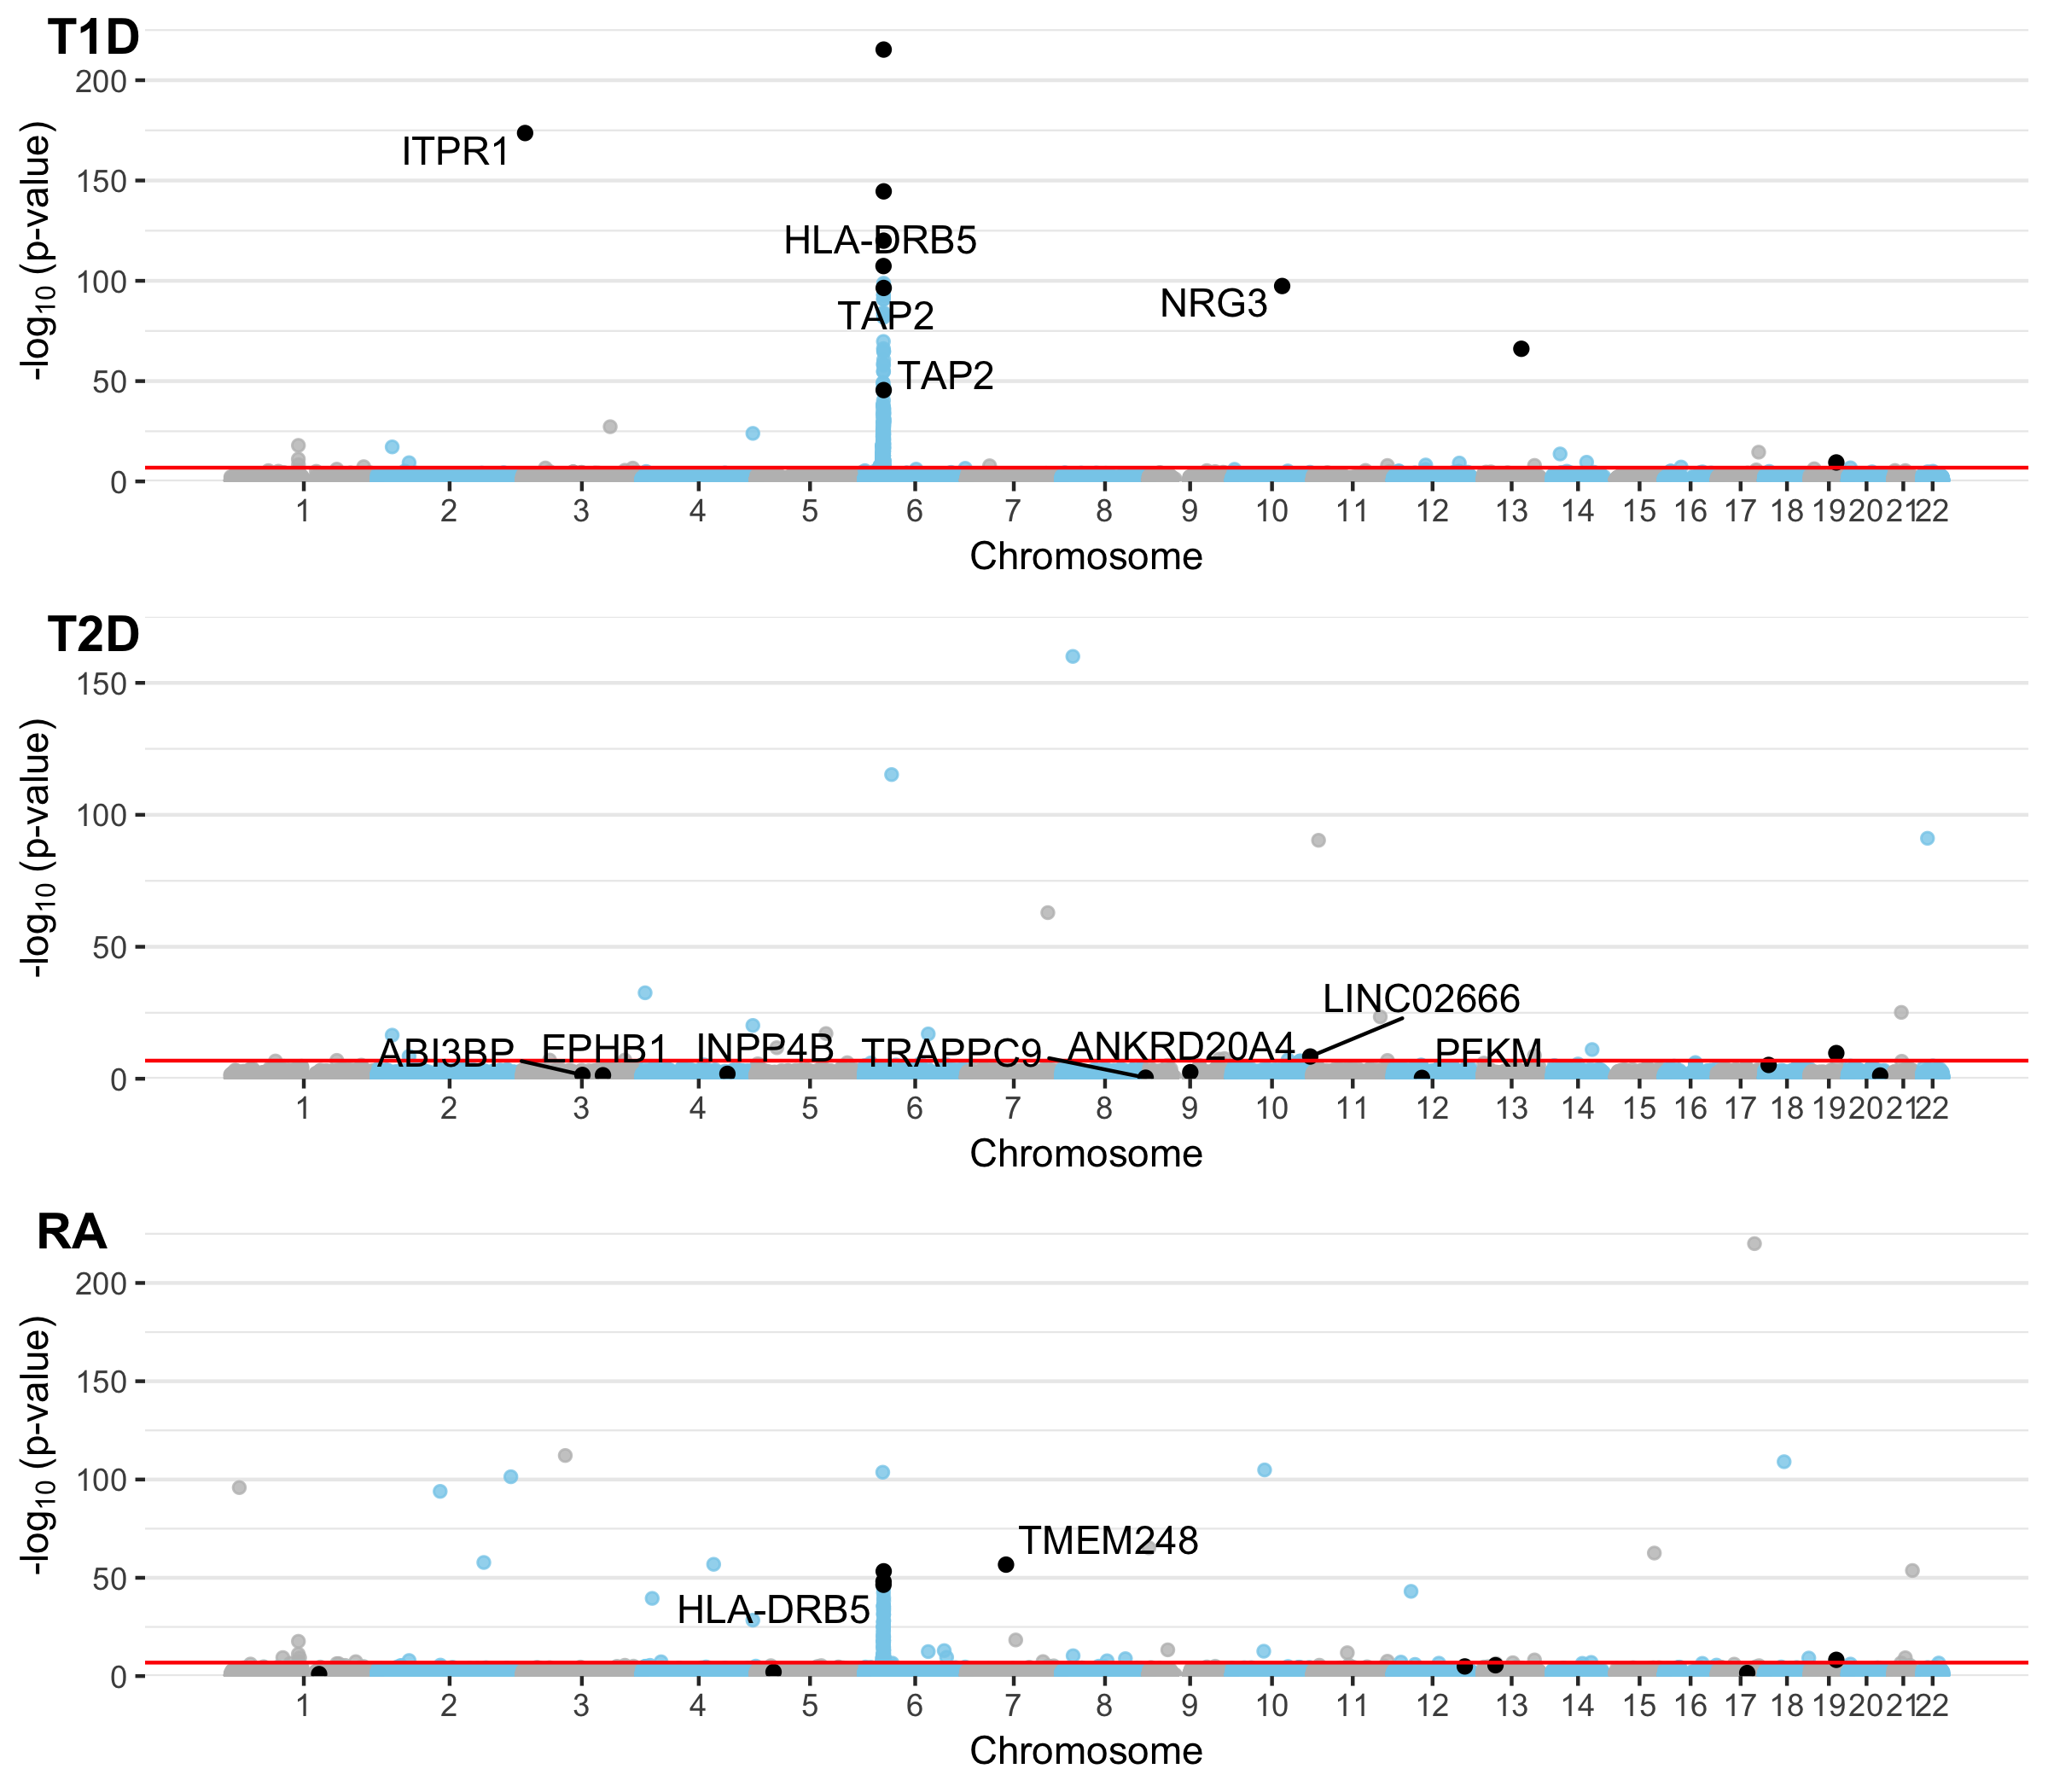 T1D
-log10 (p-value)
200
150
100
50
0
ITPR1
HLA-DRB5
TAP2
TAP2
NRG3
1 2 3 4 5 6 7 8 9 10 11 12 13 14 15 16 17 18 19 20 21 22
Chromosome
T2D
-log10 (p-value)
150
100
50
0
LINC02666
ABI3BP EPHB1 INPP4B TRAPPC9 ANKRD20A4 PFKM
1 2 3 4 5 6 7 8 9 10 11 12 13 14 15 16 17 18 19 20 21 22
Chromosome
RA
-log10 (p-value)
200
150
100
50
0
TMEM248
HLA-DRB5
1 2 3 4 5 6 7 8 9 10 11 12 13 14 15 16 17 18 19 20 21 22
Chromosome